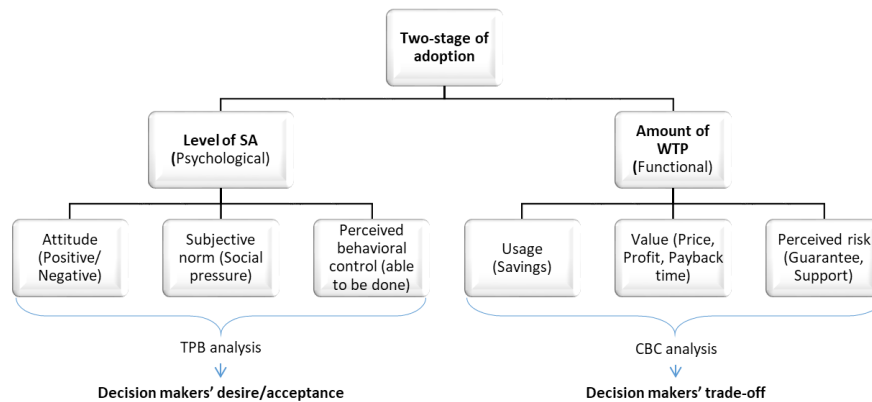 Two-stage of
adoption
Level of SA
(Psychological)
Amount of
WTP
(Functional)
Attitude
(Positive/
Negative)
Subjective
norm (Social
pressure)
Perceived
behavioral
control (able
to be done)
Usage
(Savings)
Value (Price,
Profit, Payback
time)
Perceived risk
(Guarantee,
Support)
TPB analysis
CBC analysis
Decision makers’ desire/acceptance
Decision makers’ trade-off